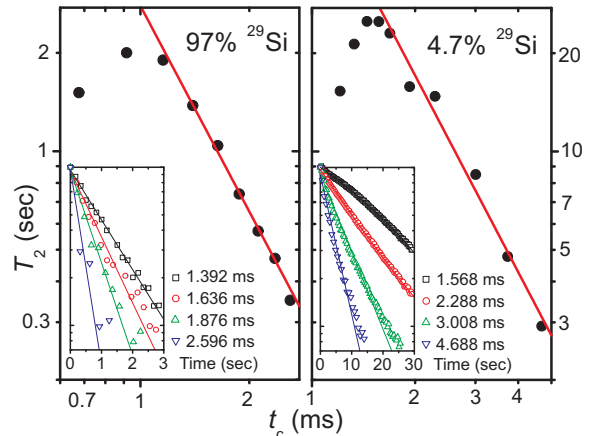 97% ²⁹Si
4.7% ²⁹Si
T₂ (sec)
2
1
0.3
20
10
8
7
5
3
1.392 ms
1.636 ms
1.876 ms
2.596 ms
Time (sec)
0 1 2 3
1.568 ms
2.288 ms
3.008 ms
4.688 ms
Time (sec)
0 10 20 30
0.7 1 2
1 2 3 4
t_c (ms)